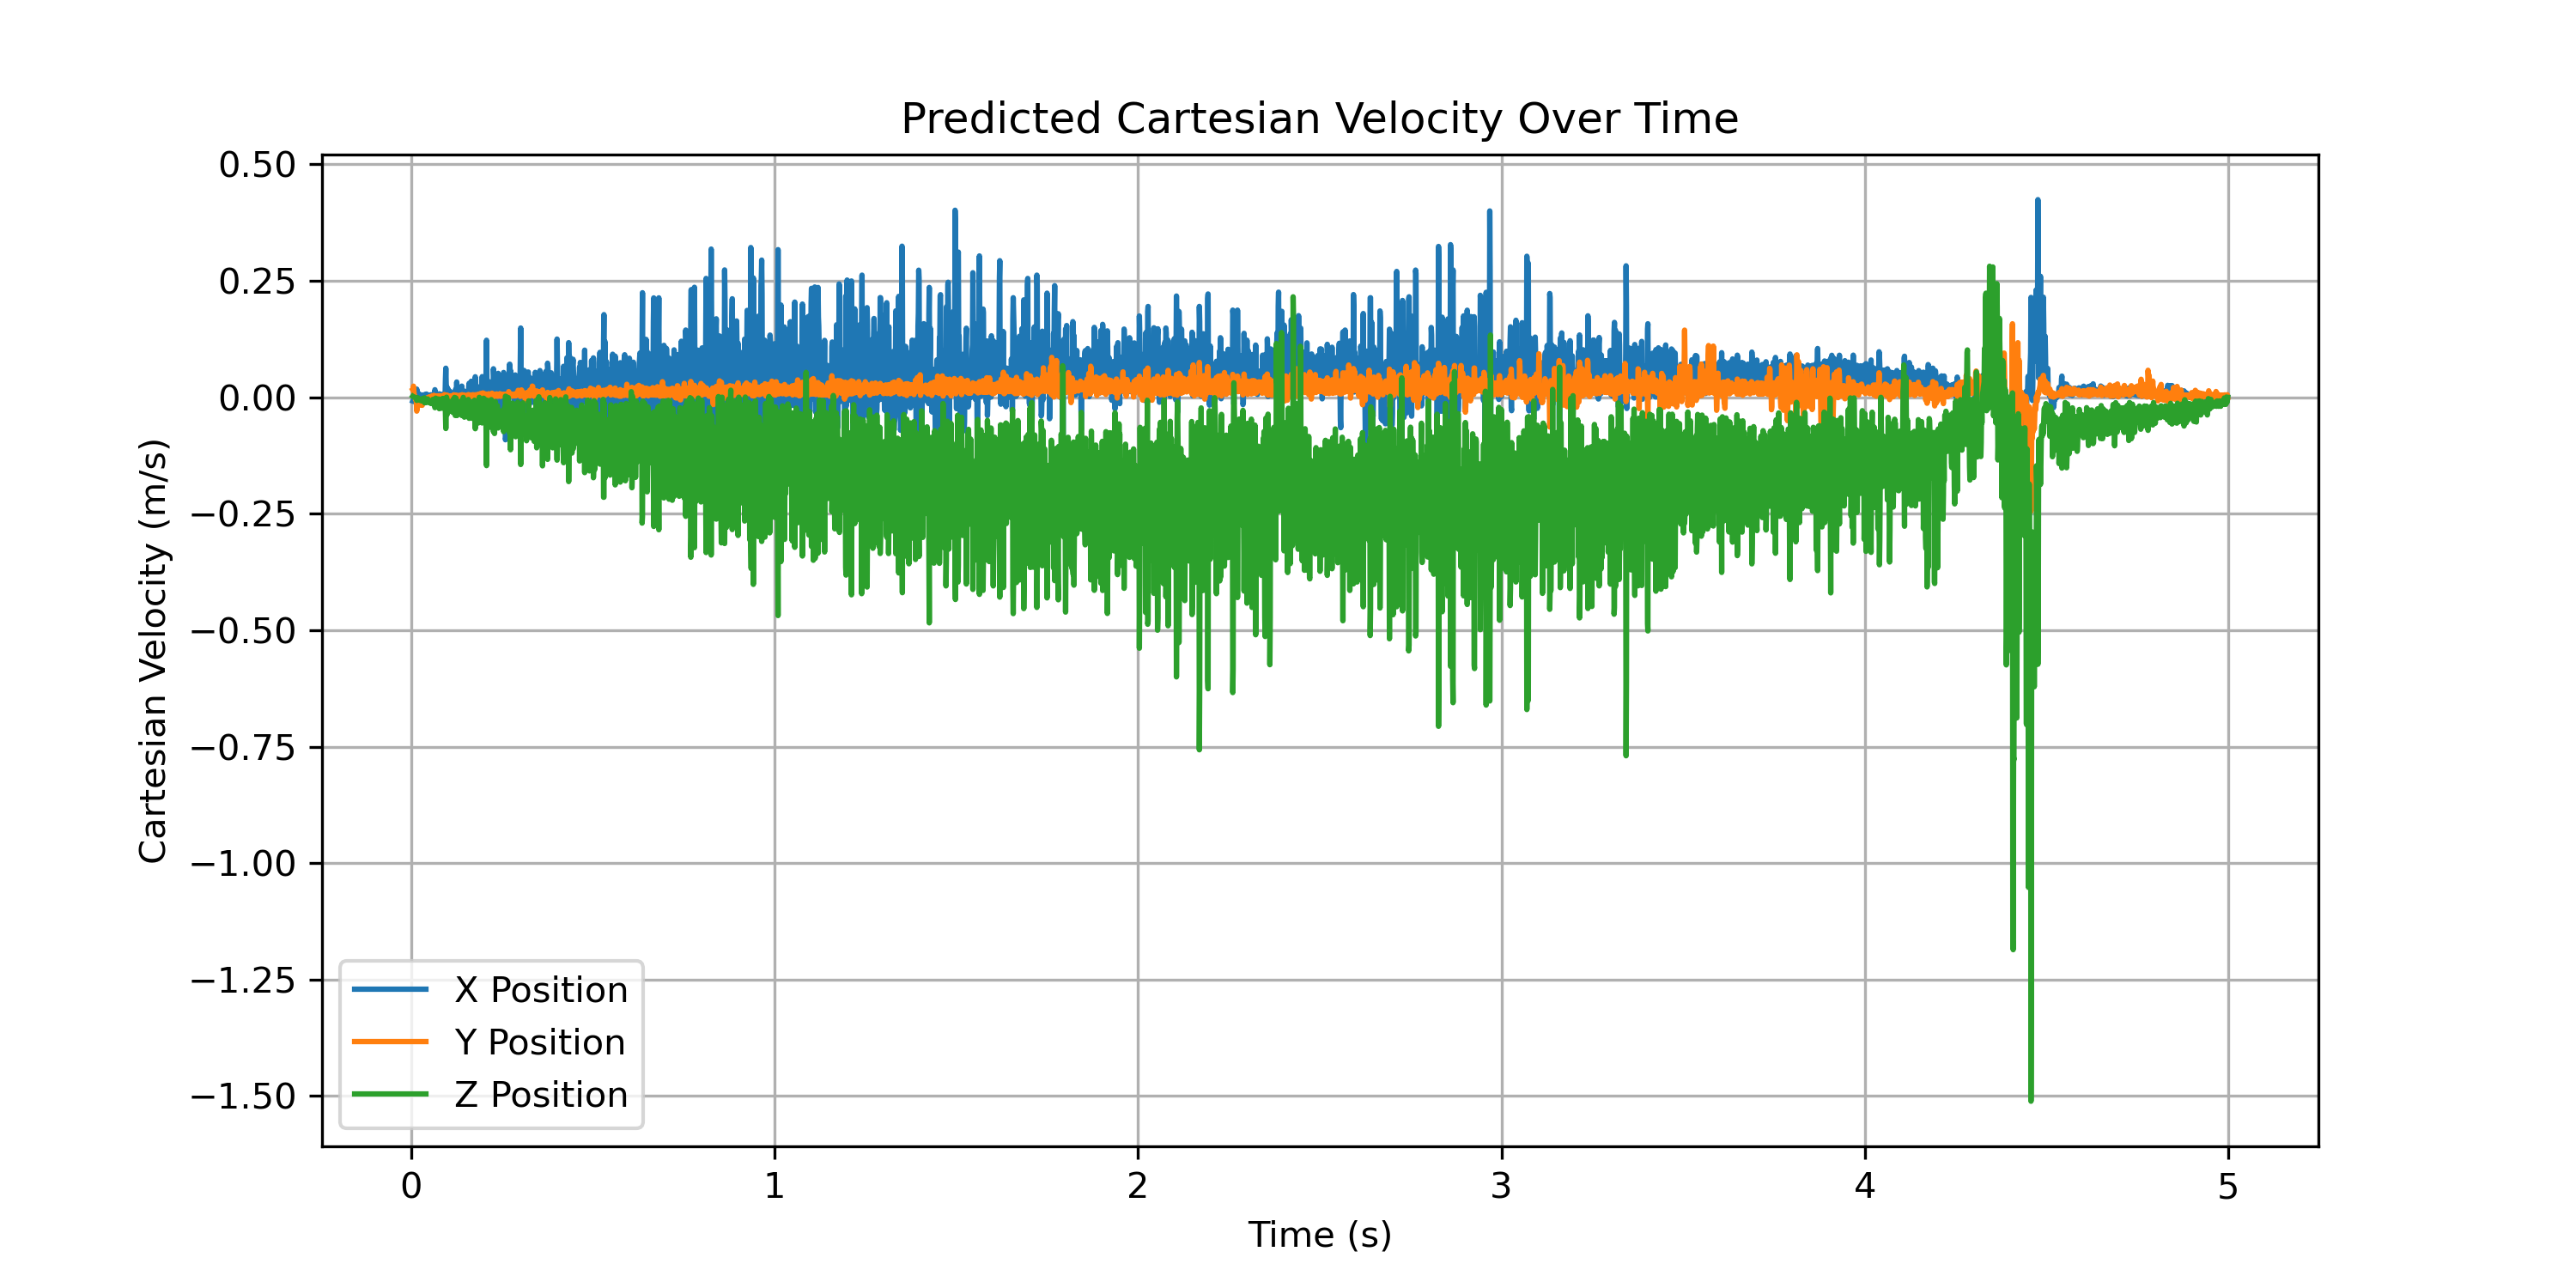 Predicted Cartesian Velocity Over Time
Cartesian Velocity (m/s)
0.50
0.25
0.00
−0.25
−0.50
−0.75
−1.00
−1.25
−1.50
X Position
Y Position
Z Position
0 1 2 3 4 5
Time (s)